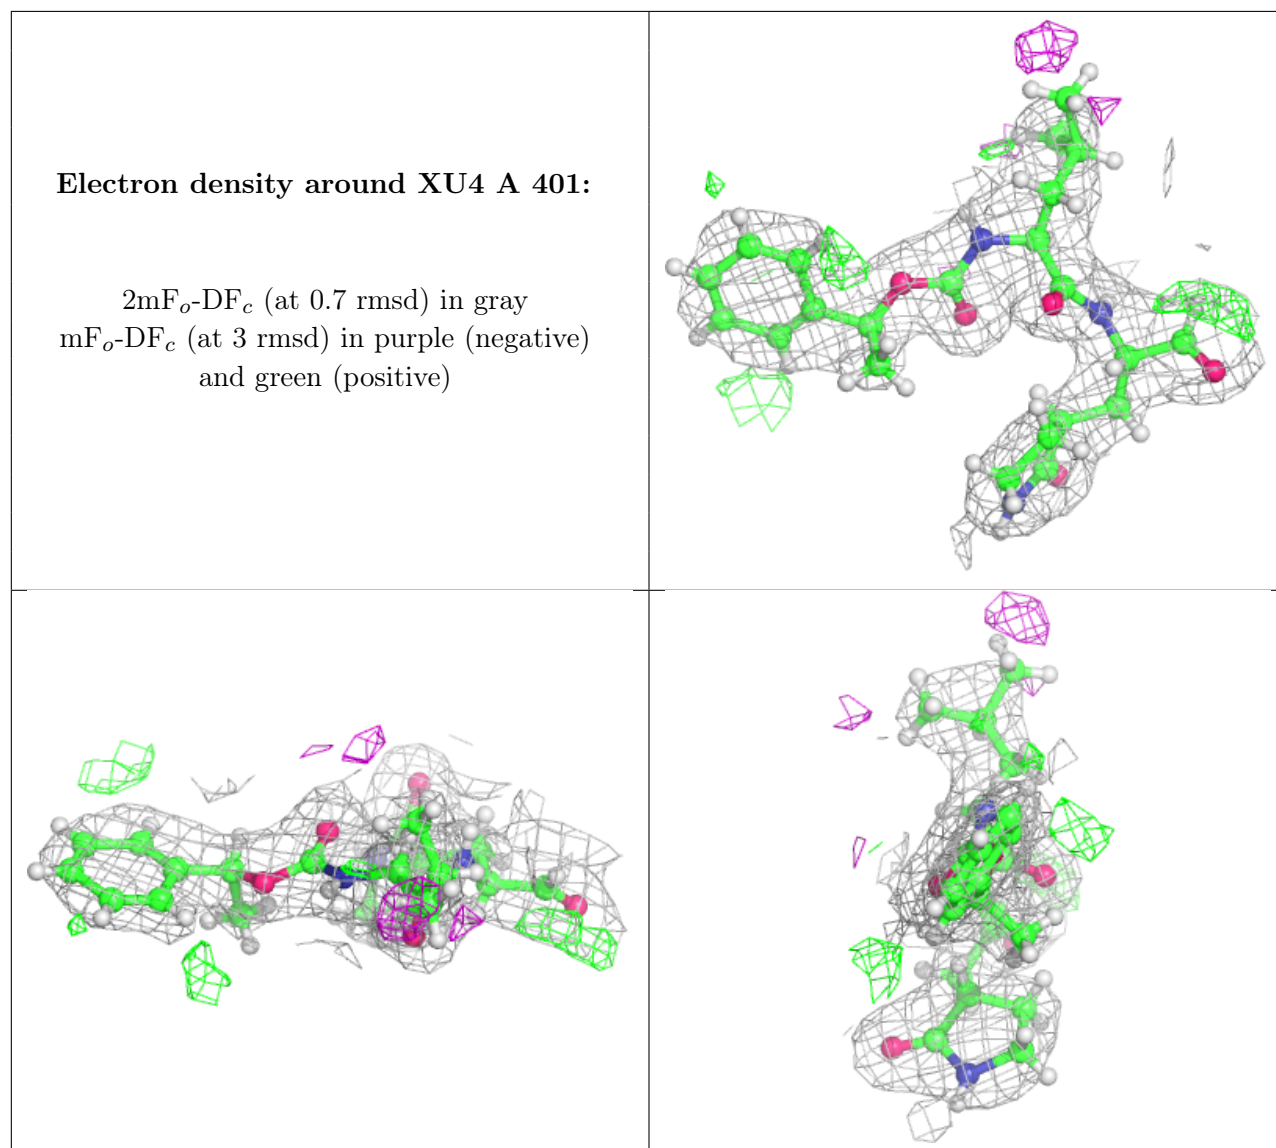 Electron density around XU4 A 401:
2mFo-DFc (at 0.7 rmsd) in gray
mFo-DFc (at 3 rmsd) in purple (negative)
and green (positive)